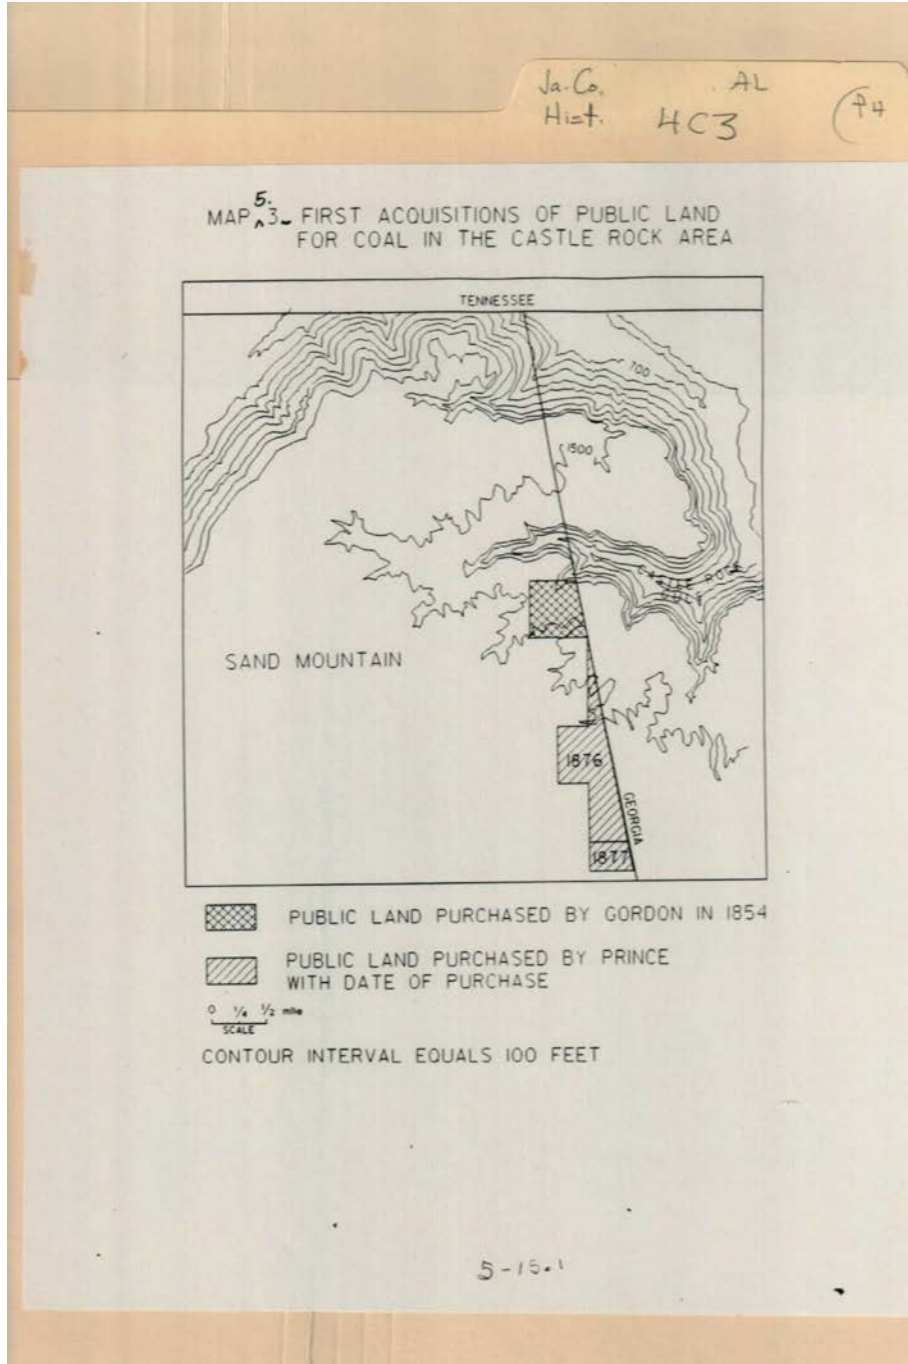 Ja. Co. AL
Hist. 4C3 (P4
5.
MAP ^3- FIRST ACQUISITIONS OF PUBLIC LAND
FOR COAL IN THE CASTLE ROCK AREA
TENNESSEE
700
1500
CASTLE ROCK
GULF
SAND MOUNTAIN
1876
GEORGIA
1877
PUBLIC LAND PURCHASED BY GORDON IN 1854
PUBLIC LAND PURCHASED BY PRINCE
WITH DATE OF PURCHASE
0 1/4 1/2 mile
SCALE
CONTOUR INTERVAL EQUALS 100 FEET
5-15.1